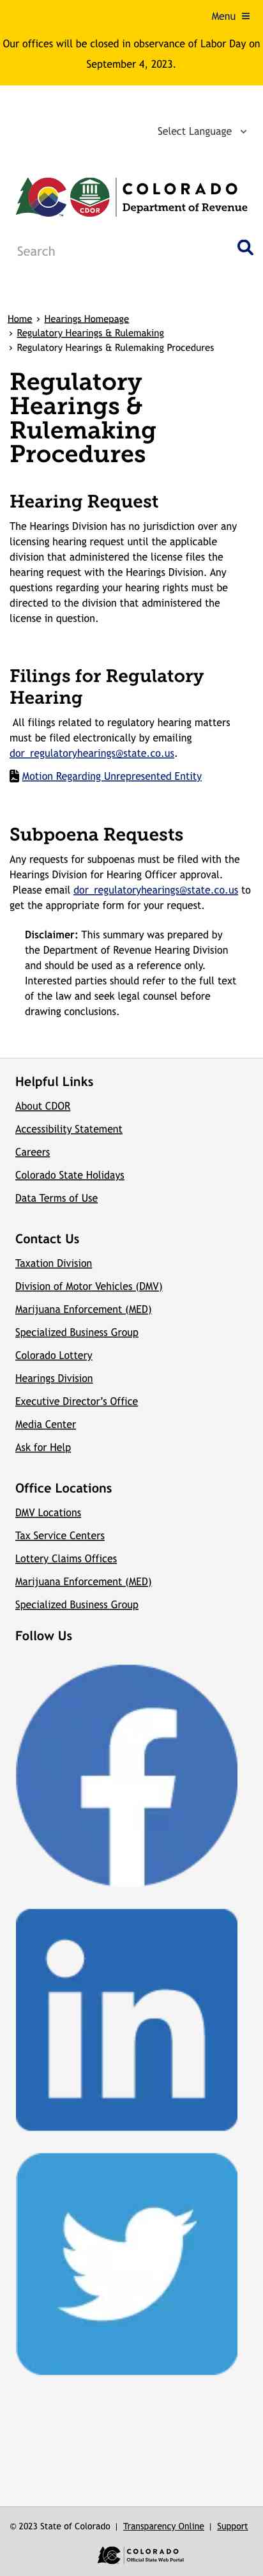 Menu
Our offices will be closed in observance of Labor Day on
September 4, 2023.
Select Language
CDOR
COLORADO
Department of Revenue
Search
Home › Hearings Homepage
› Regulatory Hearings & Rulemaking
› Regulatory Hearings & Rulemaking Procedures
Regulatory
Hearings &
Rulemaking
Procedures
Hearing Request
The Hearings Division has no jurisdiction over any
licensing hearing request until the applicable
division that administered the license files the
hearing request with the Hearings Division. Any
questions regarding your hearing rights must be
directed to the division that administered the
license in question.
Filings for Regulatory
Hearing
All filings related to regulatory hearing matters
must be filed electronically by emailing
dor_regulatoryhearings@state.co.us.
Motion Regarding Unrepresented Entity
Subpoena Requests
Any requests for subpoenas must be filed with the
Hearings Division for Hearing Officer approval.
Please email dor_regulatoryhearings@state.co.us to
get the appropriate form for your request.
Disclaimer: This summary was prepared by
the Department of Revenue Hearing Division
and should be used as a reference only.
Interested parties should refer to the full text
of the law and seek legal counsel before
drawing conclusions.
Helpful Links
About CDOR
Accessibility Statement
Careers
Colorado State Holidays
Data Terms of Use
Contact Us
Taxation Division
Division of Motor Vehicles (DMV)
Marijuana Enforcement (MED)
Specialized Business Group
Colorado Lottery
Hearings Division
Executive Director's Office
Media Center
Ask for Help
Office Locations
DMV Locations
Tax Service Centers
Lottery Claims Offices
Marijuana Enforcement (MED)
Specialized Business Group
Follow Us
f
in
© 2023 State of Colorado | Transparency Online | Support
COLORADO
Official State Web Portal